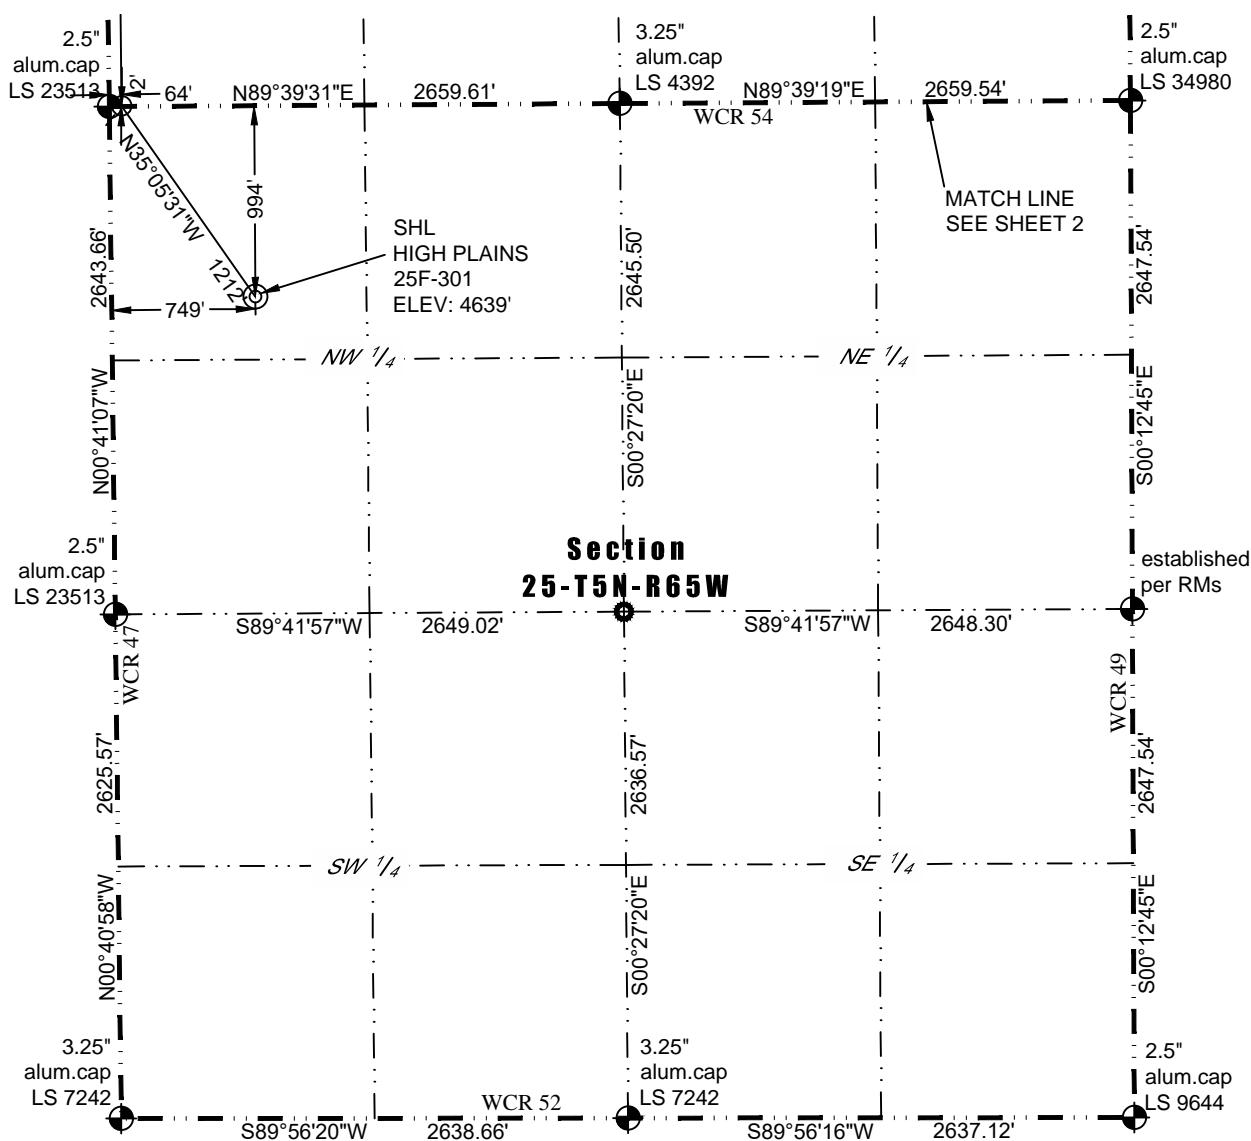 2.5"
alum.cap
LS 23513
2'
64'
N89°39'31"E
2659.61'
3.25"
alum.cap
LS 4392
N89°39'19"E
2659.54'
WCR 54
2.5"
alum.cap
LS 34980
MATCH LINE
SEE SHEET 2
N35°05'31"W
1212'
994'
749'
SHL
HIGH PLAINS
25F-301
ELEV: 4639'
2643.66'
N00°41'07"W
2645.50'
S00°27'20"E
2647.54'
S00°12'45"E
NW 1/4
NE 1/4
2.5"
alum.cap
LS 23513
Section
25-T5N-R65W
established
per RMs
S89°41'57"W
2649.02'
S89°41'57"W
2648.30'
WCR 47
WCR 49
2625.57'
N00°40'58"W
2636.57'
S00°27'20"E
2647.54'
S00°12'45"E
SW 1/4
SE 1/4
3.25"
alum.cap
LS 7242
3.25"
alum.cap
LS 7242
2.5"
alum.cap
LS 9644
WCR 52
S89°56'20"W
2638.66'
S89°56'16"W
2637.12'